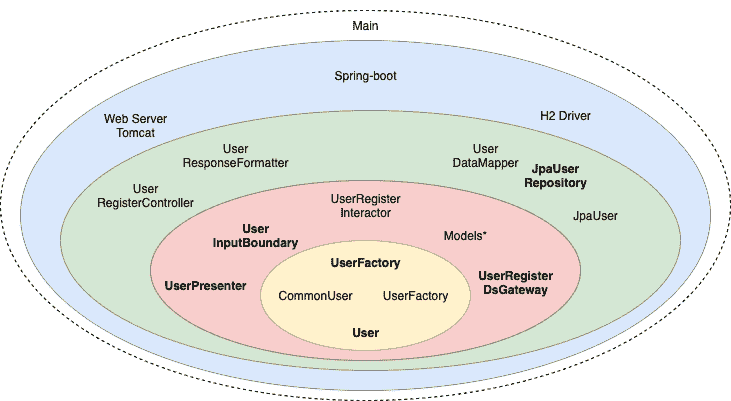 Main
Spring-boot
Web Server
Tomcat
H2 Driver
User
ResponseFormatter
User
DataMapper
JpaUser
Repository
User
RegisterController
UserRegister
Interactor
JpaUser
User
InputBoundary
Models*
UserFactory
UserPresenter
UserRegister
DsGateway
CommonUser
UserFactory
User